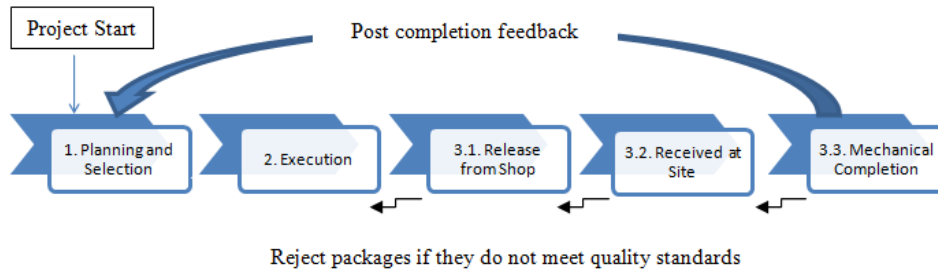 Project Start
Post completion feedback
1. Planning and
Selection
2. Execution
3.1. Release
from Shop
3.2. Received at
Site
3.3. Mechanical
Completion
Reject packages if they do not meet quality standards